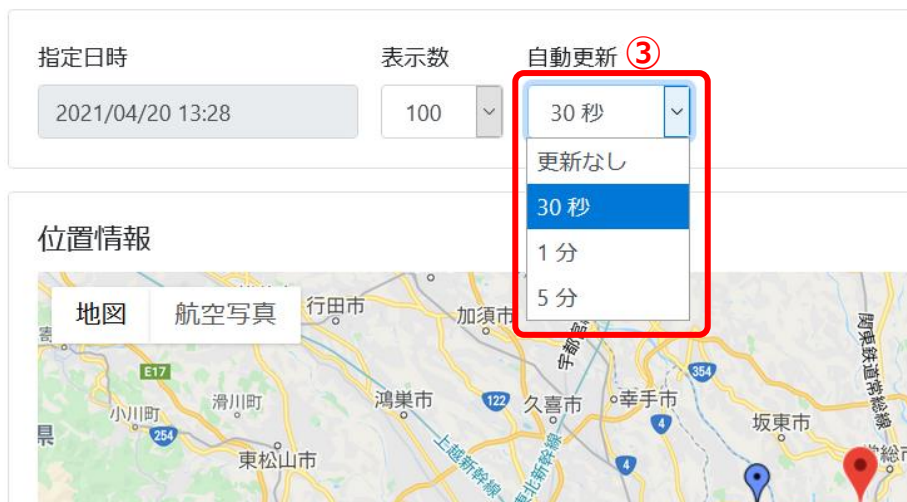 指定日時
表示数
自動更新 ③
2021/04/20 13:28
100
30 秒
更新なし
30 秒
1 分
5 分
位置情報
地図
航空写真
行田市
加須市
宇都宮線
関東鉄道常総線
E17
354
小川町
滑川町
鴻巣市
122
久喜市
幸手市
4
坂東市
県
254
東松山市
上越新幹線
東北新幹線
4
常総市